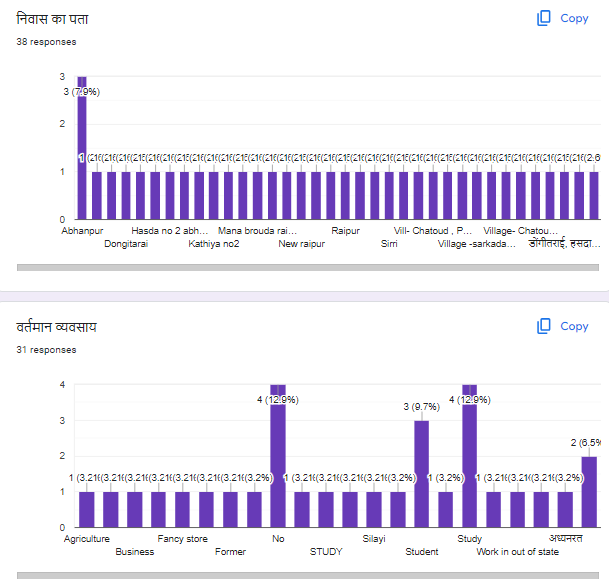 निवास का पता
Copy
38 responses
3
3 (7.9%)
2
1
0
Abhanpur
Dongitarai
Hasda no 2 abh...
Kathiya no2
Mana brouda rai...
New raipur
Raipur
Sirri
Vill- Chatoud , P...
Village -sarkada...
Village- Chatou...
डोंगीतराई, हसदा...
वर्तमान व्यवसाय
Copy
31 responses
4
4 (12.9%)
3 (9.7%)
4 (12.9%)
3
2
2 (6.5%
1 (3.2%)
1 (3.2%)
1
0
Agriculture
Business
Fancy store
Former
No
STUDY
Silayi
Student
Study
Work in out of state
अध्यनरत